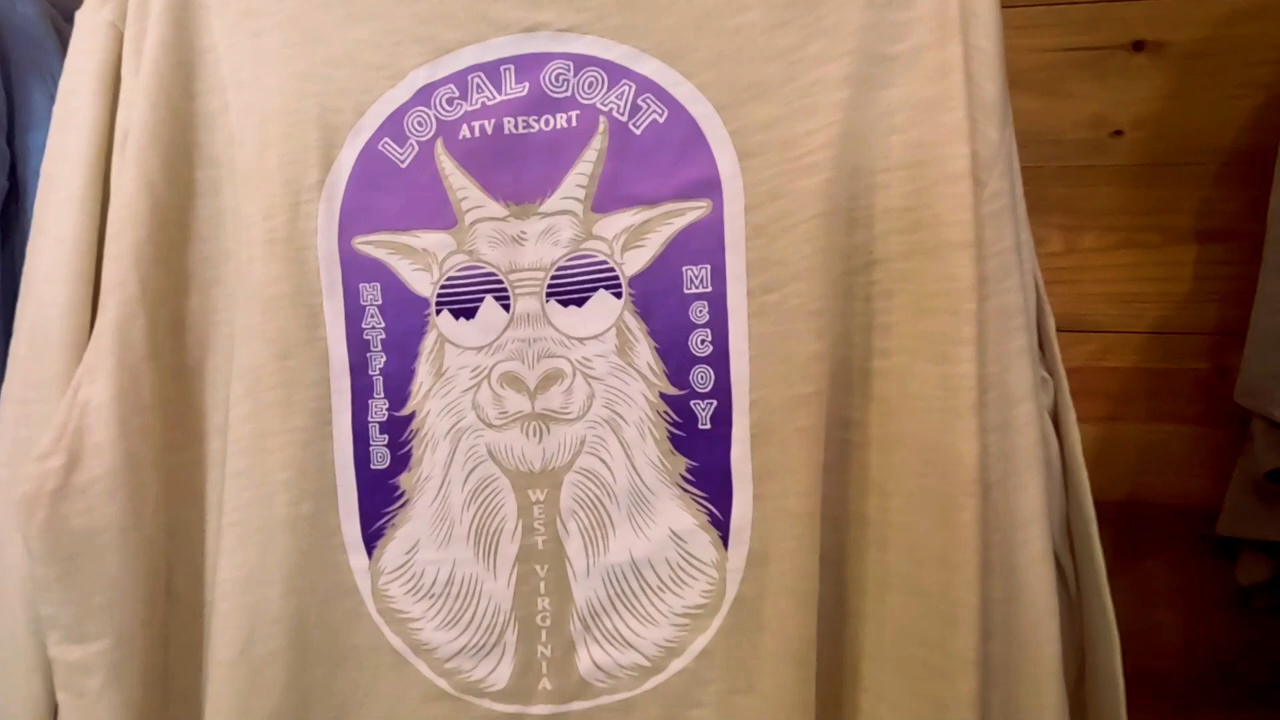 LOCAL GOAT
ATV RESORT
HATFIELD
MCCOY
WEST VIRGINIA